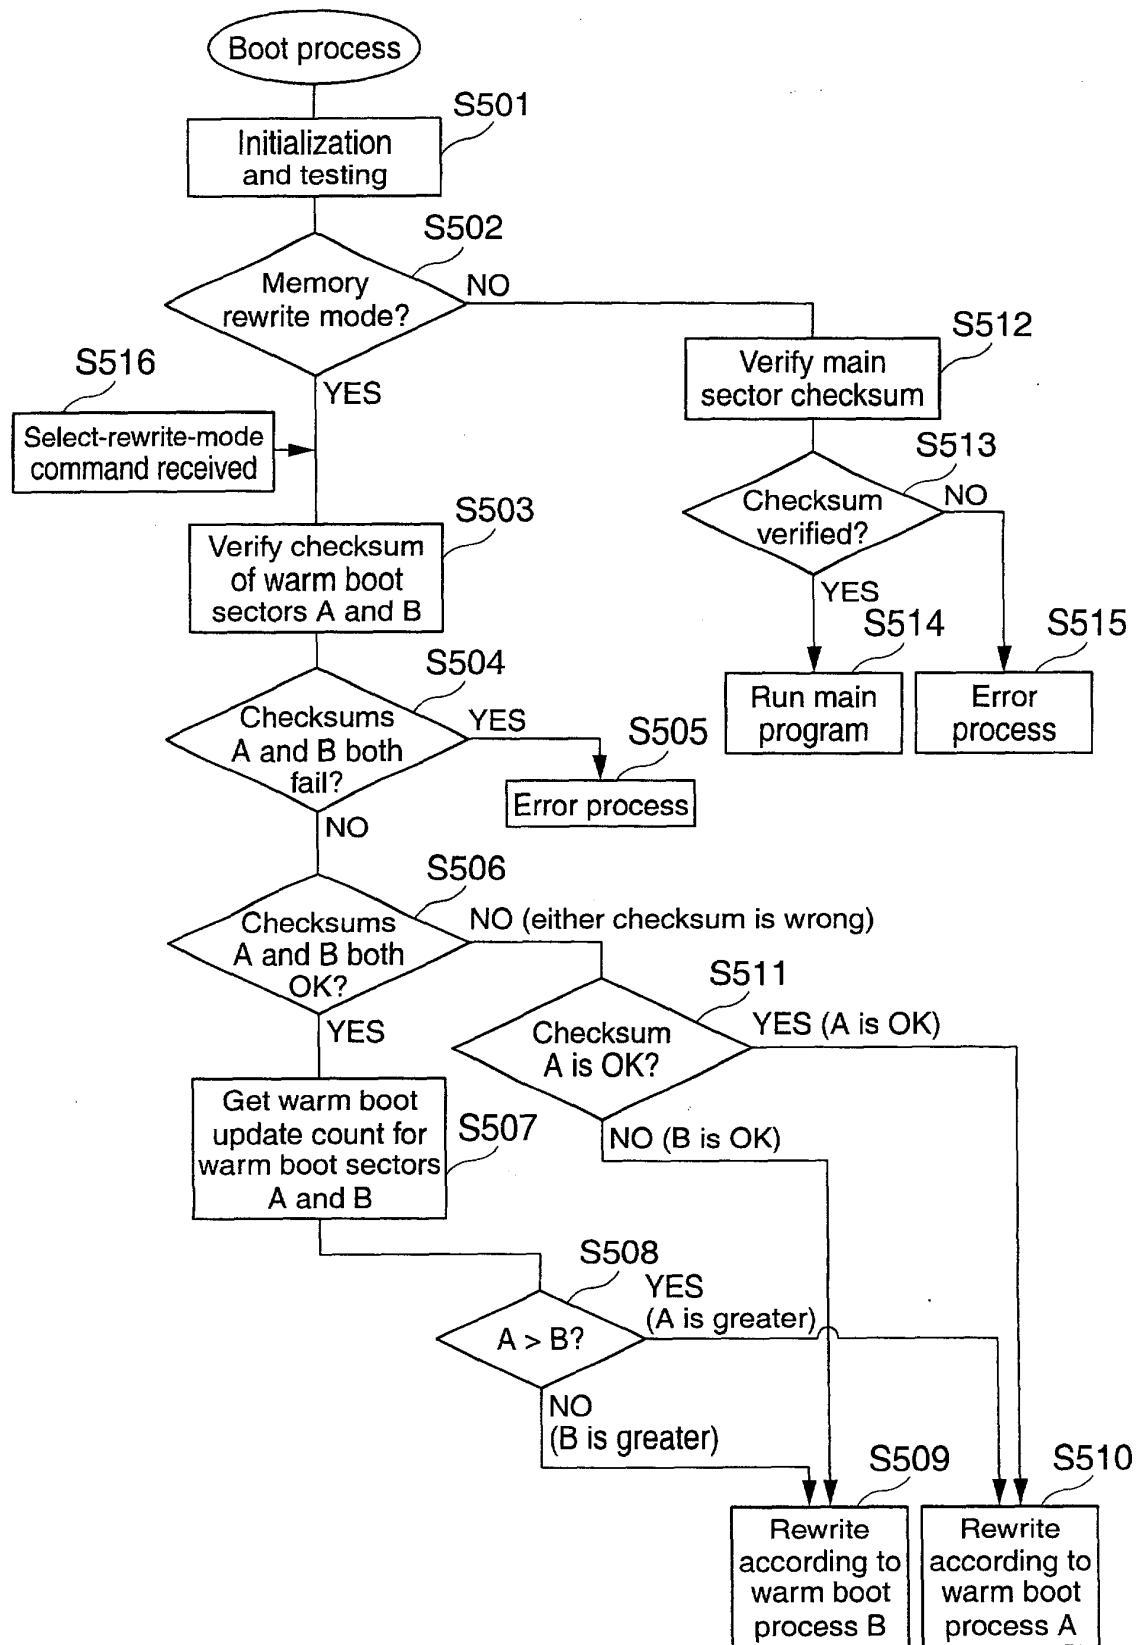 Boot process
S501
Initialization
and testing
S502
Memory
rewrite mode?
NO
YES
S516
Select-rewrite-mode
command received
S512
Verify main
sector checksum
S513
Checksum
verified?
NO
YES
S514
Run main
program
S515
Error
process
S503
Verify checksum
of warm boot
sectors A and B
S504
Checksums
A and B both
fail?
YES
S505
Error process
NO
S506
Checksums
A and B both
OK?
NO (either checksum is wrong)
YES
S511
Checksum
A is OK?
YES (A is OK)
NO (B is OK)
S507
Get warm boot
update count for
warm boot sectors
A and B
S508
A > B?
YES
(A is greater)
NO
(B is greater)
S509
Rewrite
according to
warm boot
process B
S510
Rewrite
according to
warm boot
process A